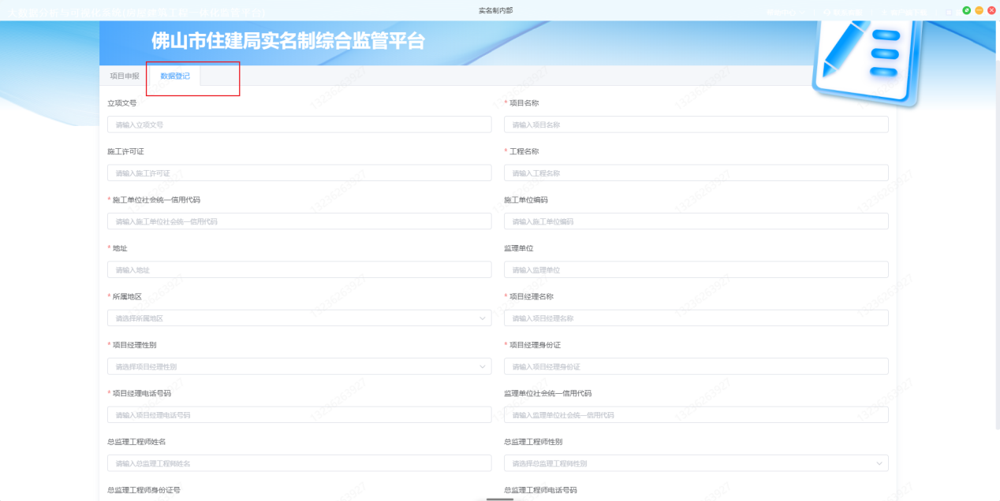 实名制内部
佛山市住建局实名制综合监管平台
项目申报 数据登记
立项文号 * 项目名称
请输入立项文号 请输入项目名称
施工许可证 * 工程名称
请输入施工许可证 请输入工程名称
* 施工单位社会统一信用代码 施工单位编码
请输入施工单位社会统一信用代码 请输入施工单位编码
* 地址 监理单位
请输入地址 请输入监理单位
* 所属地区 * 项目经理名称
请选择所属地区 请输入项目经理名称
* 项目经理性别 * 项目经理身份证
请选择项目经理性别 请输入项目经理身份证
* 项目经理电话号码 监理单位社会统一信用代码
请输入项目经理电话号码 请输入监理单位社会统一信用代码
总监理工程师姓名 总监理工程师性别
请输入总监理工程师姓名 请选择总监理工程师性别
总监理工程师身份证号 总监理工程师电话号码